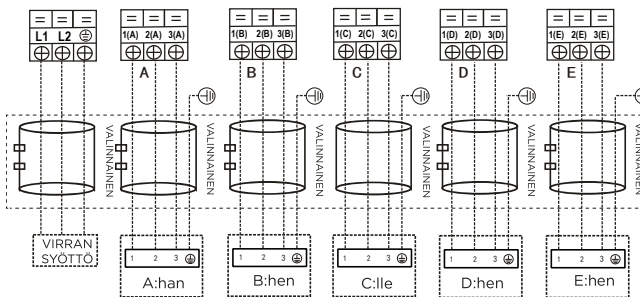 L1 L2
1(A) 2(A) 3(A)
1(B) 2(B) 3(B)
1(C) 2(C) 3(C)
1(D) 2(D) 3(D)
1(E) 2(E) 3(E)
A B C D E
VALINNAINEN
VALINNAINEN
VALINNAINEN
VALINNAINEN
VALINNAINEN
VALINNAINEN
VIRRAN
SYÖTTÖ
1 2 3
A:han
1 2 3
B:hen
1 2 3
C:lle
1 2 3
D:hen
1 2 3
E:hen